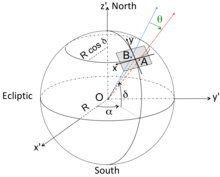 z' North
θ
y
B
A
x
R cos δ
Ecliptic
O
δ
y'
R
α
x'
South